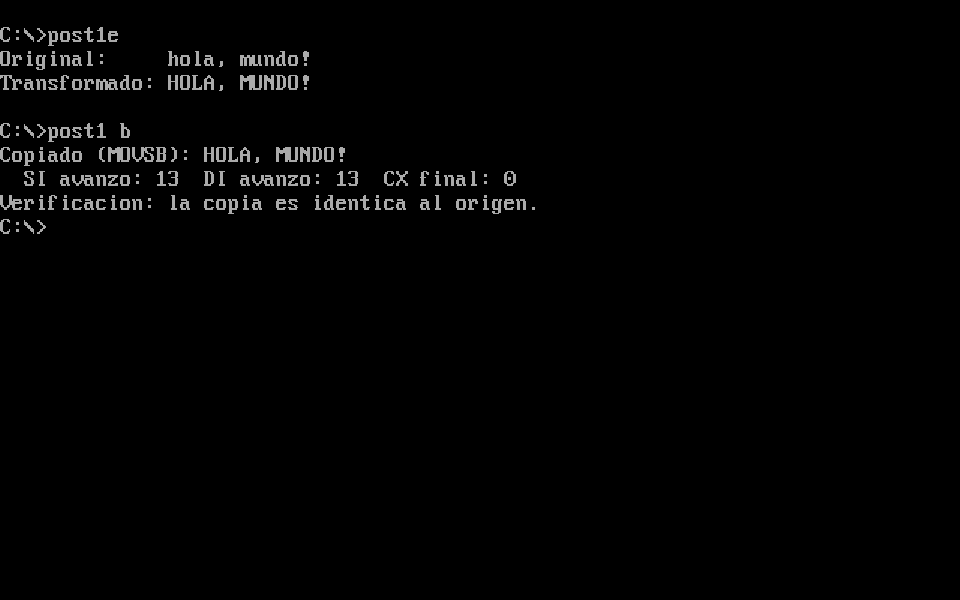 C:\>post1e
Original:     hola, mundo!
Transformado: HOLA, MUNDO!
C:\>post1 b
Copiado (MOVSB): HOLA, MUNDO!
  SI avanzo: 13  DI avanzo: 13  CX final: 0
Verificacion: la copia es identica al origen.
C:\>